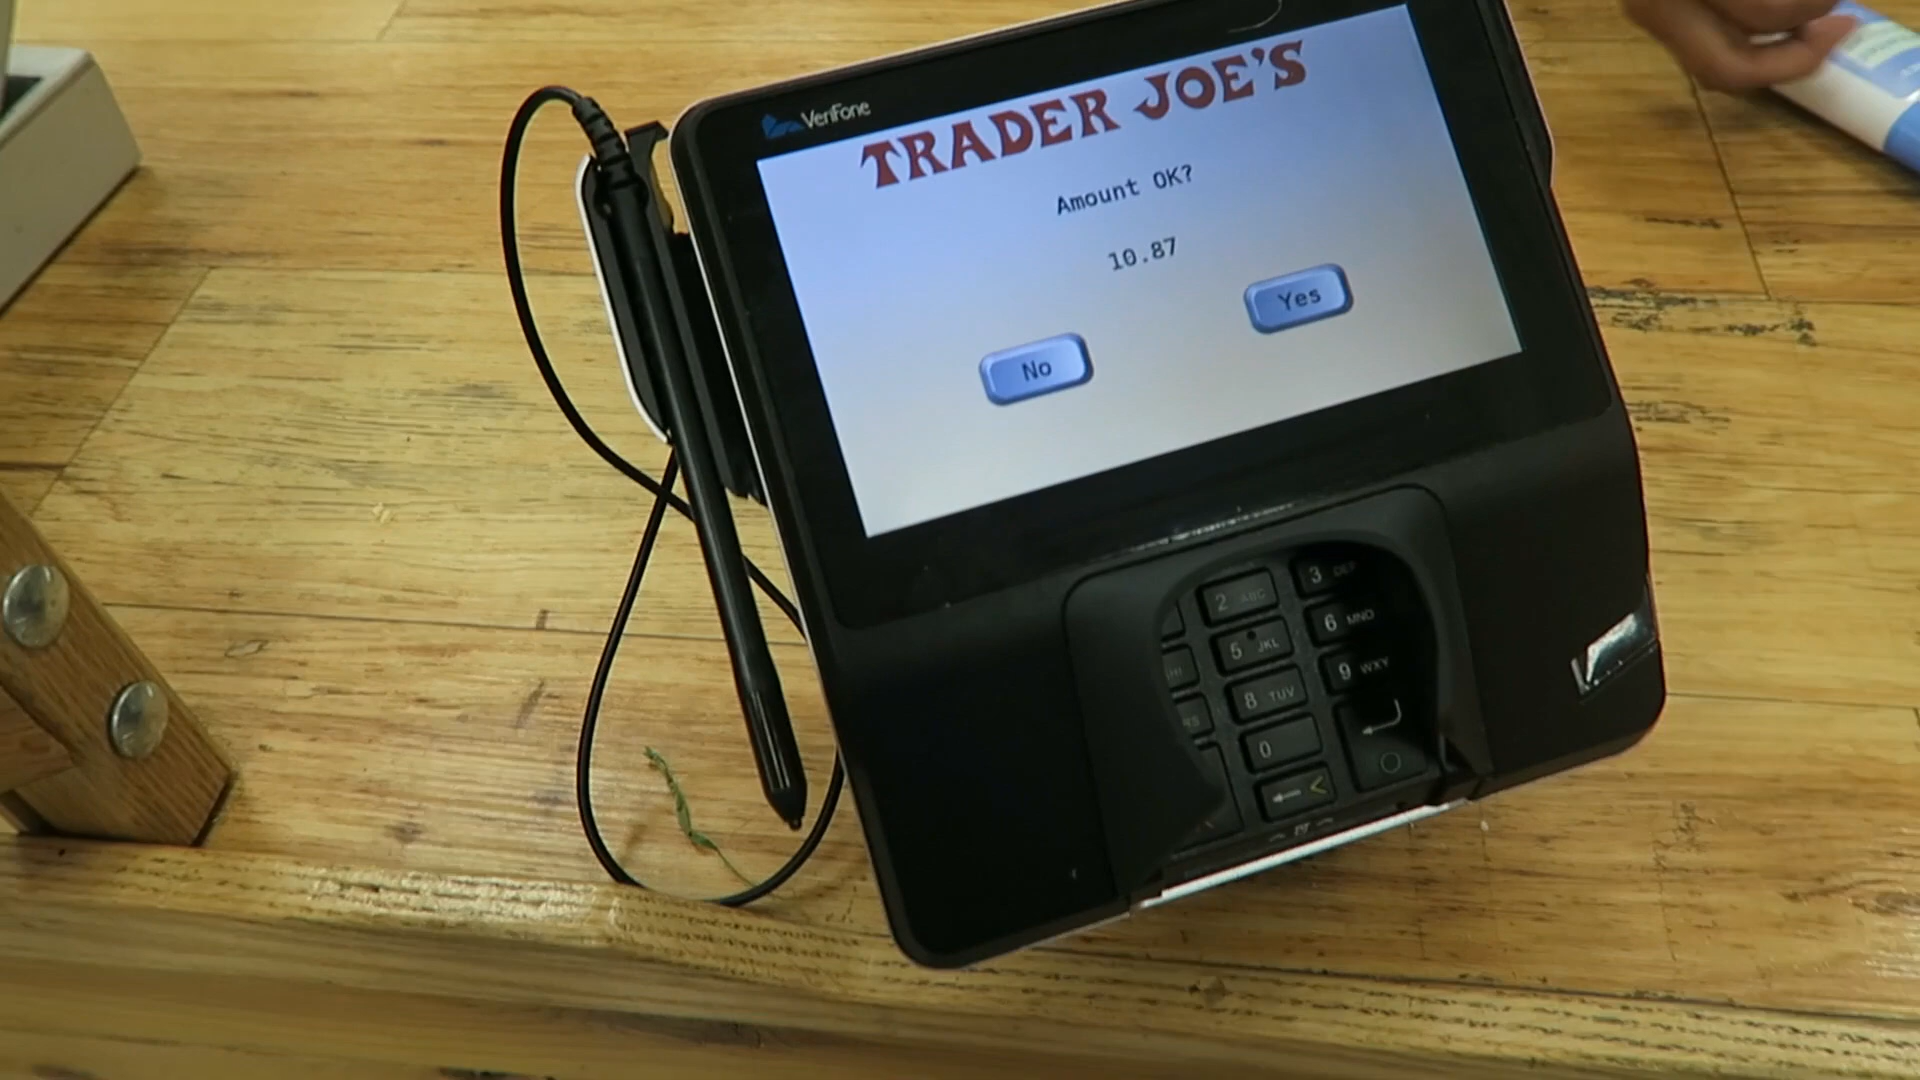 VeriFone
TRADER JOE'S
Amount OK?
10.87
Yes
No
2 ABC
3 DEF
5 JKL
6 MNO
8 TUV
9 WXY
RS
0